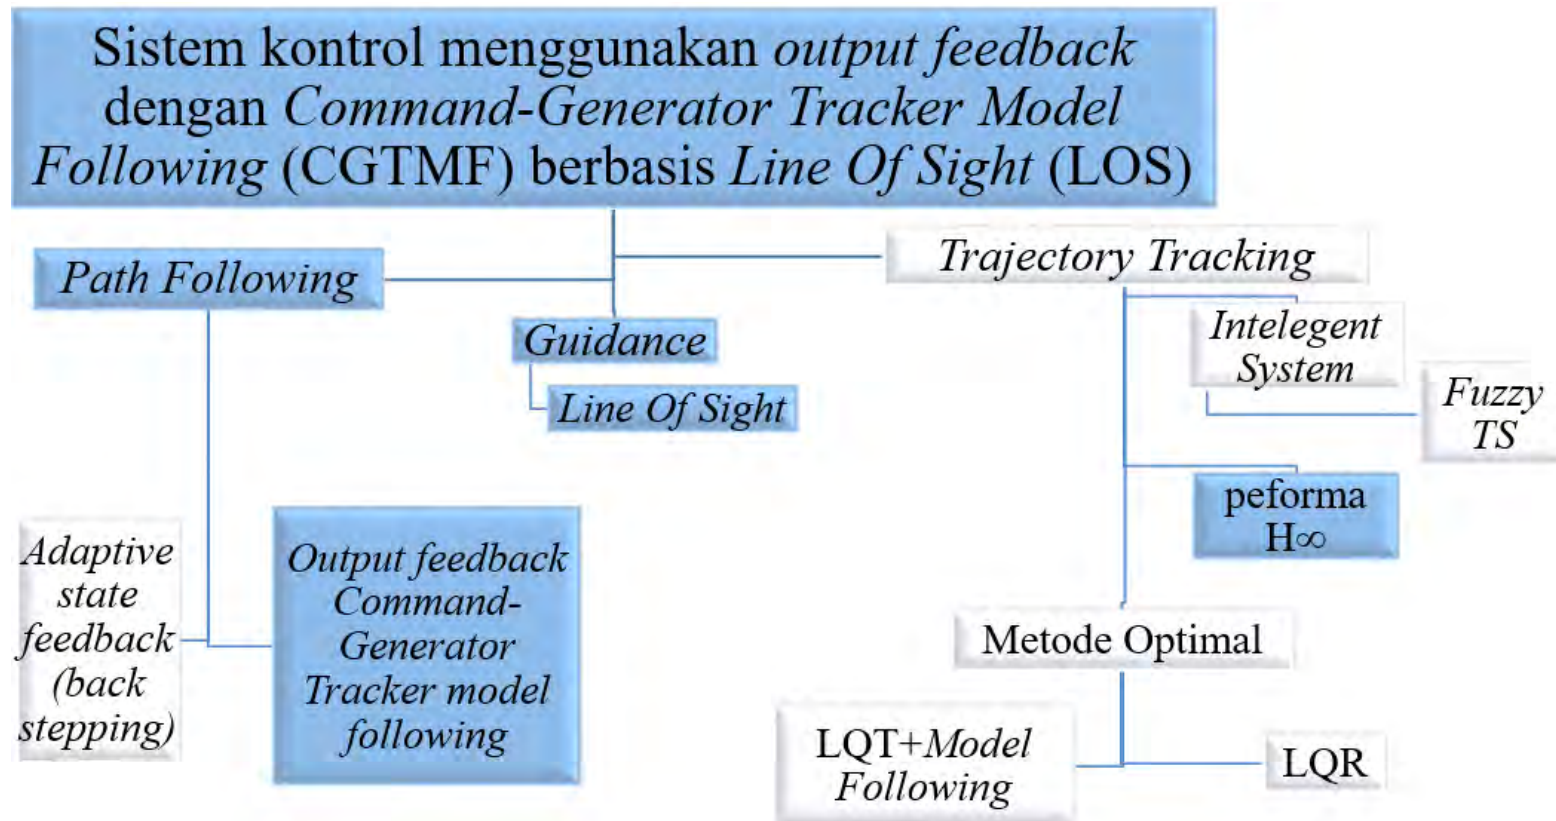 Sistem kontrol menggunakan output feedback
dengan Command-Generator Tracker Model
Following (CGTMF) berbasis Line Of Sight (LOS)
Path Following
Trajectory Tracking
Guidance
Line Of Sight
Intelegent
System
Fuzzy
TS
peforma
H∞
Adaptive
state
feedback
(back
stepping)
Output feedback
Command-
Generator
Tracker model
following
Metode Optimal
LQT+Model
Following
LQR